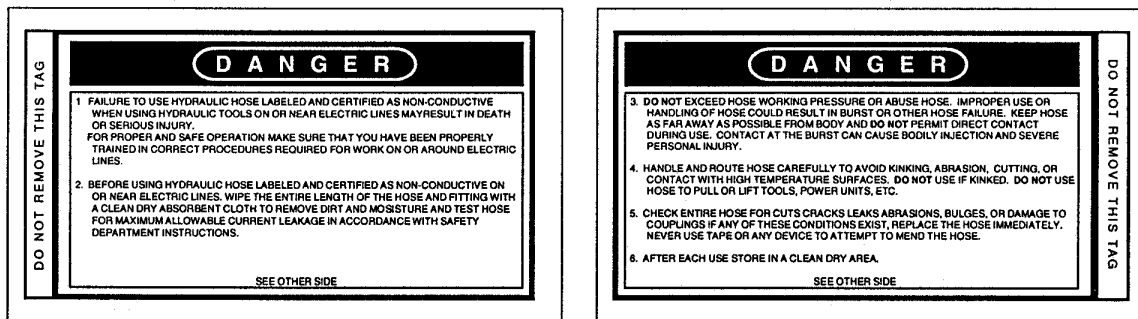 DO NOT REMOVE THIS TAG
DANGER
1 FAILURE TO USE HYDRAULIC HOSE LABELED AND CERTIFIED AS NON-CONDUCTIVE
WHEN USING HYDRAULIC TOOLS ON OR NEAR ELECTRIC LINES MAYRESULT IN DEATH
OR SERIOUS INJURY.
FOR PROPER AND SAFE OPERATION MAKE SURE THAT YOU HAVE BEEN PROPERLY
TRAINED IN CORRECT PROCEDURES REQUIRED FOR WORK ON OR AROUND ELECTRIC
LINES.
2. BEFORE USING HYDRAULIC HOSE LABELED AND CERTIFIED AS NON-CONDUCTIVE ON
OR NEAR ELECTRIC LINES. WIPE THE ENTIRE LENGTH OF THE HOSE AND FITTING WITH
A CLEAN DRY ABSORBENT CLOTH TO REMOVE DIRT AND MOSISTURE AND TEST HOSE
FOR MAXIMUM ALLOWABLE CURRENT LEAKAGE IN ACCORDANCE WITH SAFETY
DEPARTMENT INSTRUCTIONS.
SEE OTHER SIDE
DANGER
3. DO NOT EXCEED HOSE WORKING PRESSURE OR ABUSE HOSE. IMPROPER USE OR
HANDLING OF HOSE COULD RESULT IN BURST OR OTHER HOSE FAILURE. KEEP HOSE
AS FAR AWAY AS POSSIBLE FROM BODY AND DO NOT PERMIT DIRECT CONTACT
DURING USE. CONTACT AT THE BURST CAN CAUSE BODILY INJECTION AND SEVERE
PERSONAL INJURY.
4. HANDLE AND ROUTE HOSE CAREFULLY TO AVOID KINKING, ABRASION, CUTTING, OR
CONTACT WITH HIGH TEMPERATURE SURFACES. DO NOT USE IF KINKED. DO NOT USE
HOSE TO PULL OR LIFT TOOLS, POWER UNITS, ETC.
5. CHECK ENTIRE HOSE FOR CUTS CRACKS LEAKS ABRASIONS, BULGES, OR DAMAGE TO
COUPLINGS IF ANY OF THESE CONDITIONS EXIST, REPLACE THE HOSE IMMEDIATELY.
NEVER USE TAPE OR ANY DEVICE TO ATTEMPT TO MEND THE HOSE.
6. AFTER EACH USE STORE IN A CLEAN DRY AREA.
SEE OTHER SIDE
DO NOT REMOVE THIS TAG